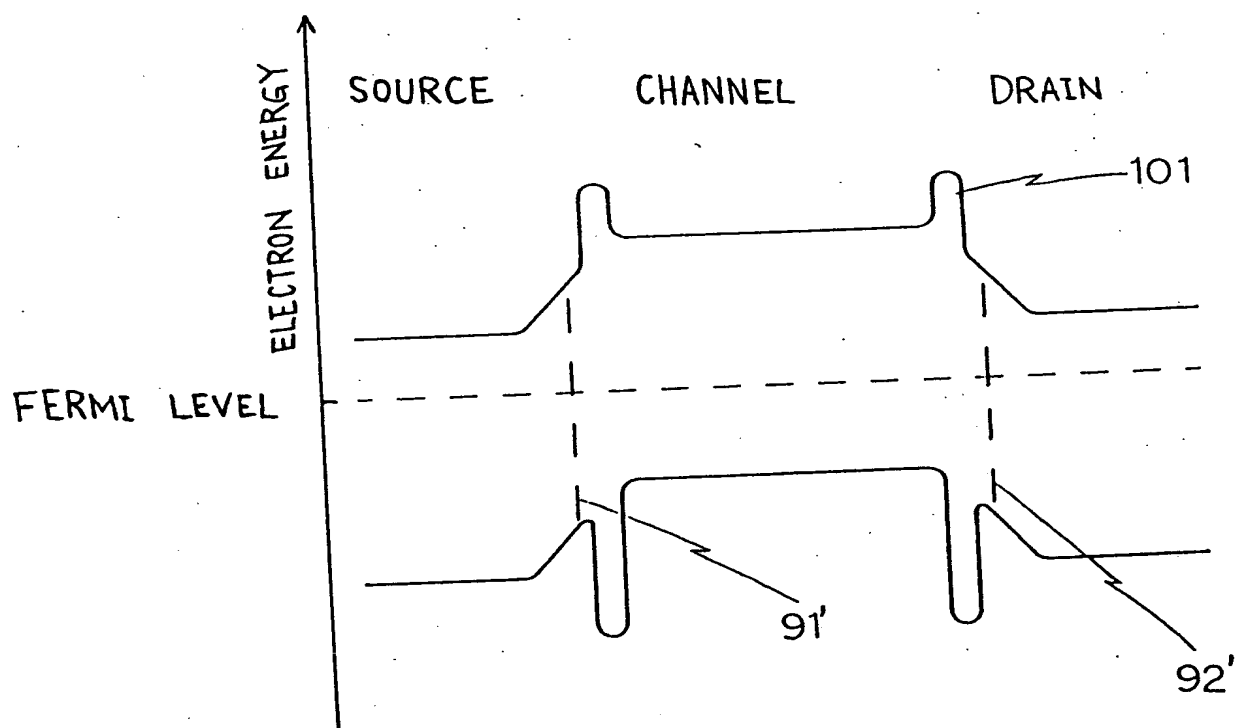 SOURCE CHANNEL DRAIN
ELECTRON ENERGY
101
FERMI LEVEL
91'
92'